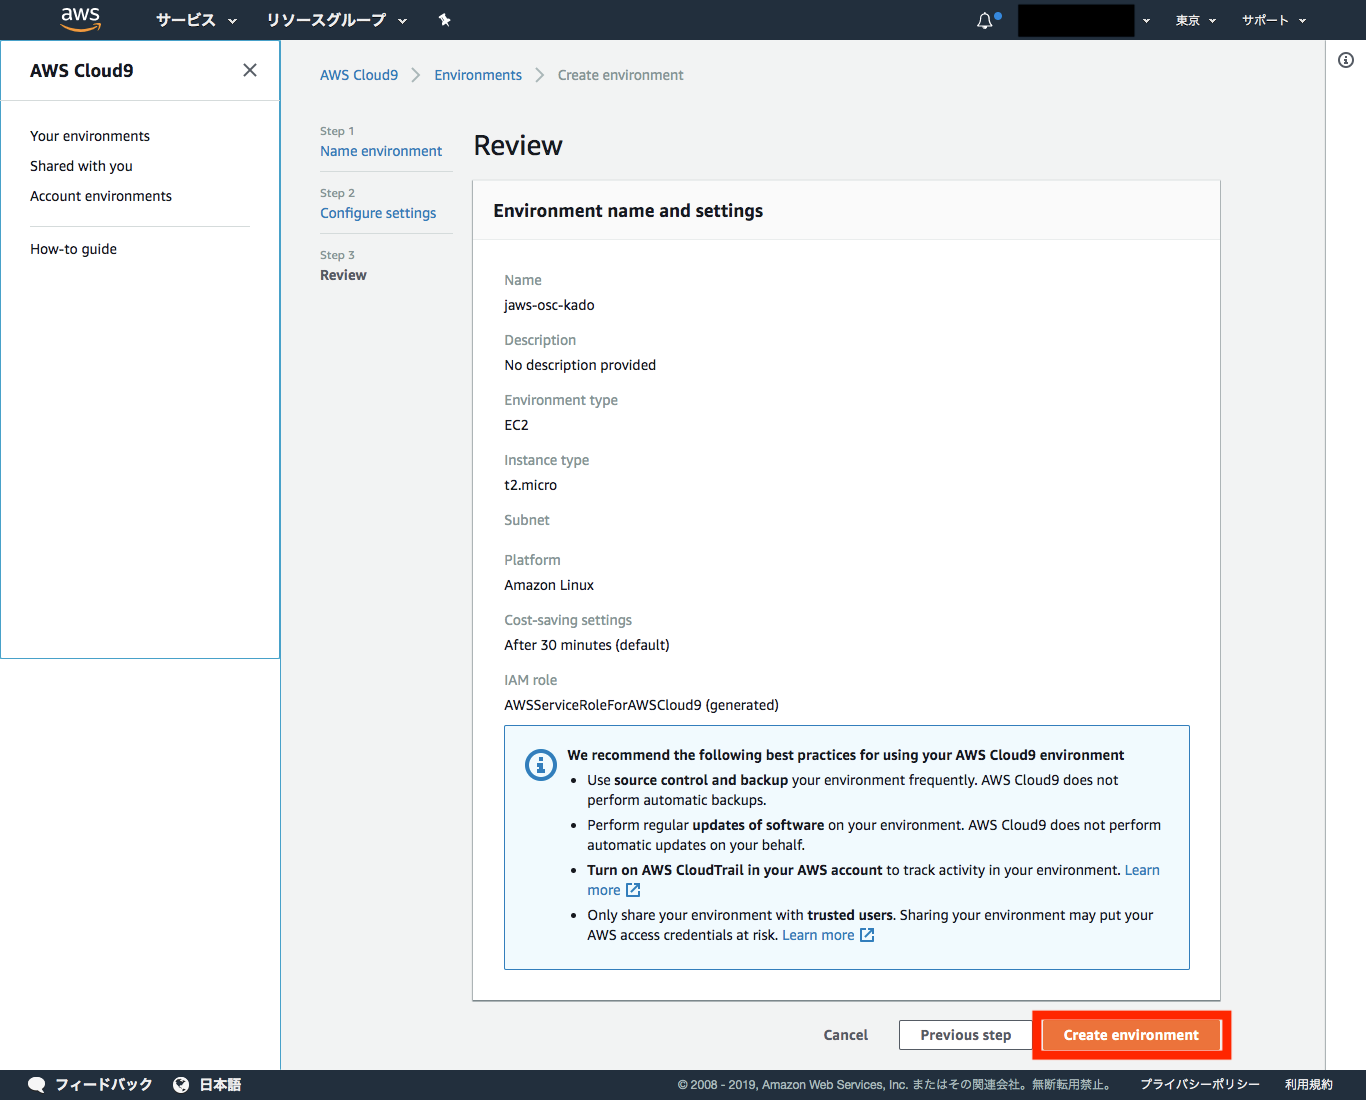 aws
サービス
リソースグループ
東京
サポート
AWS Cloud9
Your environments
Shared with you
Account environments
How-to guide
AWS Cloud9 > Environments > Create environment
Step 1
Name environment
Step 2
Configure settings
Step 3
Review
Review
Environment name and settings
Name
jaws-osc-kado
Description
No description provided
Environment type
EC2
Instance type
t2.micro
Subnet
Platform
Amazon Linux
Cost-saving settings
After 30 minutes (default)
IAM role
AWSServiceRoleForAWSCloud9 (generated)
We recommend the following best practices for using your AWS Cloud9 environment
• Use source control and backup your environment frequently. AWS Cloud9 does not
perform automatic backups.
• Perform regular updates of software on your environment. AWS Cloud9 does not perform
automatic updates on your behalf.
• Turn on AWS CloudTrail in your AWS account to track activity in your environment. Learn
more
• Only share your environment with trusted users. Sharing your environment may put your
AWS access credentials at risk. Learn more
Cancel
Previous step
Create environment
フィードバック
日本語
© 2008 - 2019, Amazon Web Services, Inc. またはその関連会社。無断転用禁止。
プライバシーポリシー
利用規約